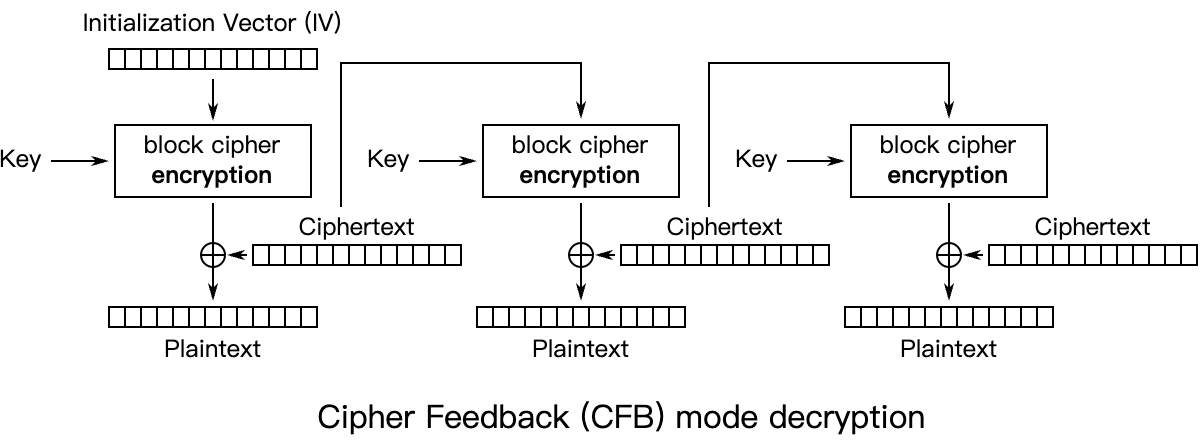 Initialization Vector (IV)
Key
block cipher
encryption
Key
block cipher
encryption
Key
block cipher
encryption
Ciphertext
Ciphertext
Ciphertext
Plaintext
Plaintext
Plaintext
Cipher Feedback (CFB) mode decryption